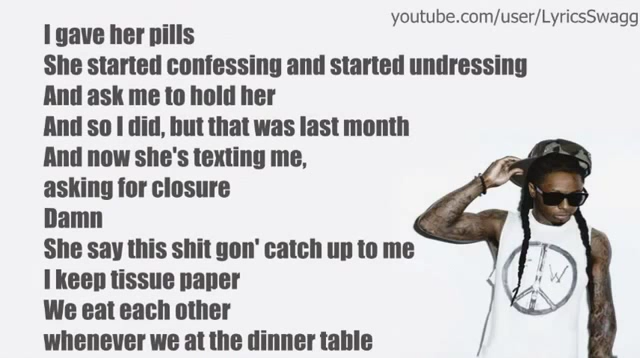 youtube.com/user/LyricsSwagg
I gave her pills
She started confessing and started undressing
And ask me to hold her
And so I did, but that was last month
And now she's texting me,
asking for closure
Damn
She say this shit gon' catch up to me
I keep tissue paper
We eat each other
whenever we at the dinner table